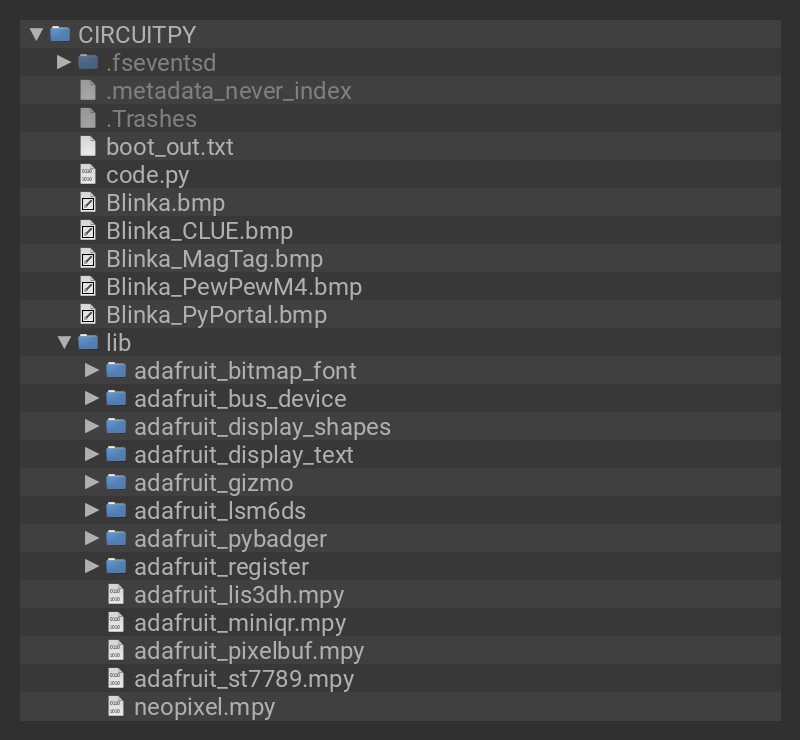 CIRCUITPY
.fseventsd
.metadata_never_index
.Trashes
boot_out.txt
code.py
Blinka.bmp
Blinka_CLUE.bmp
Blinka_MagTag.bmp
Blinka_PewPewM4.bmp
Blinka_PyPortal.bmp
lib
adafruit_bitmap_font
adafruit_bus_device
adafruit_display_shapes
adafruit_display_text
adafruit_gizmo
adafruit_lsm6ds
adafruit_pybadger
adafruit_register
adafruit_lis3dh.mpy
adafruit_miniqr.mpy
adafruit_pixelbuf.mpy
adafruit_st7789.mpy
neopixel.mpy